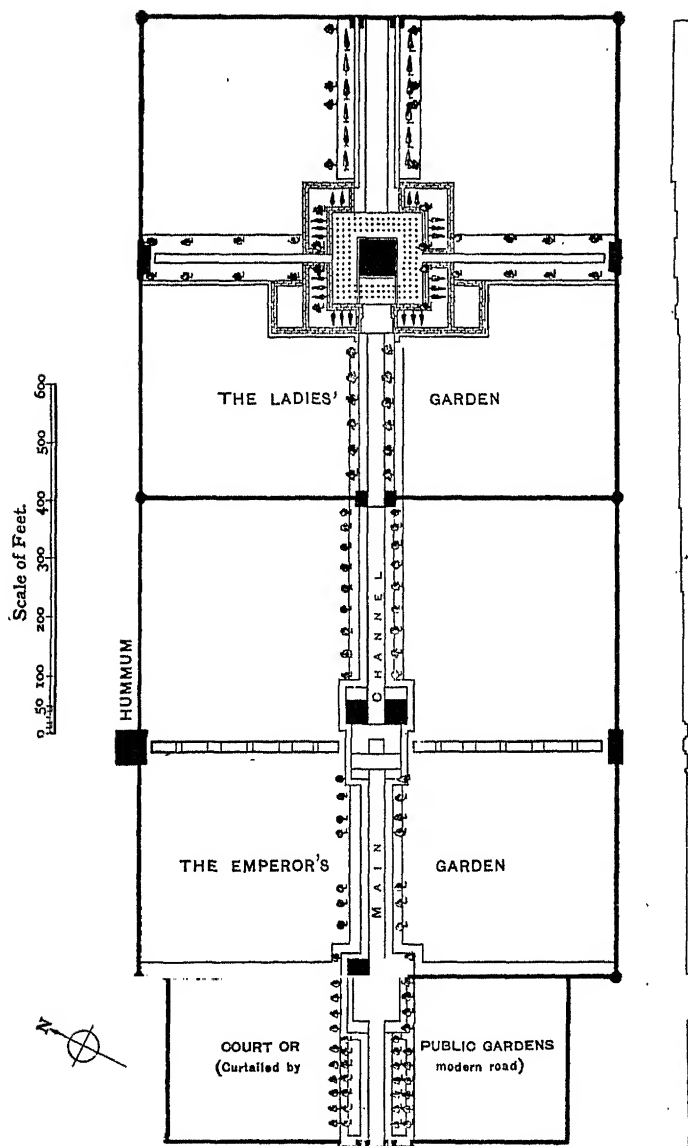 THE LADIES' GARDEN
600
500
400
300
200
100
50
0
Scale of Feet.
HUMMUM
CHANNEL
MAIN
THE EMPEROR'S GARDEN
N
COURT OR PUBLIC GARDENS
(Curtailed by modern road)